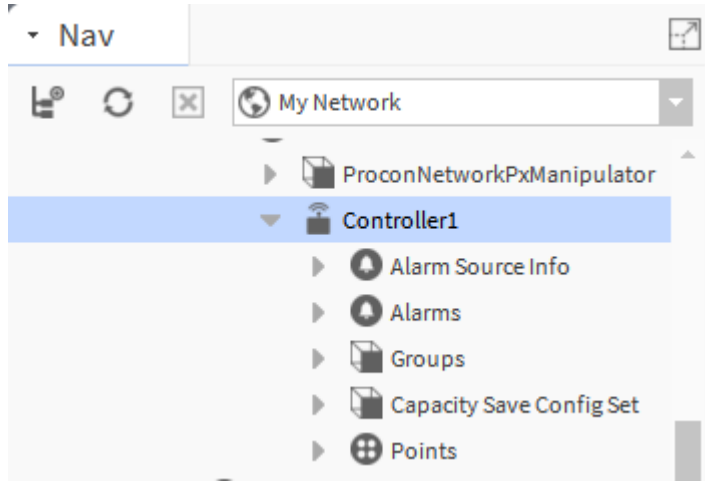 Nav
My Network
ProconNetworkPxManipulator
Controller1
Alarm Source Info
Alarms
Groups
Capacity Save Config Set
Points